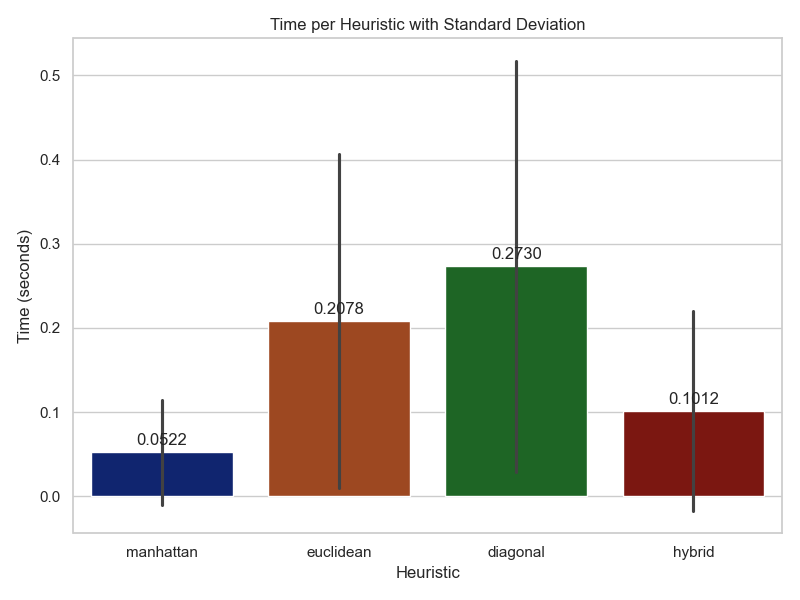 Time per Heuristic with Standard Deviation
Time (seconds)
0.5
0.4
0.3
0.2
0.1
0.0
0.0522
0.2078
0.2730
0.1012
manhattan
euclidean
diagonal
hybrid
Heuristic